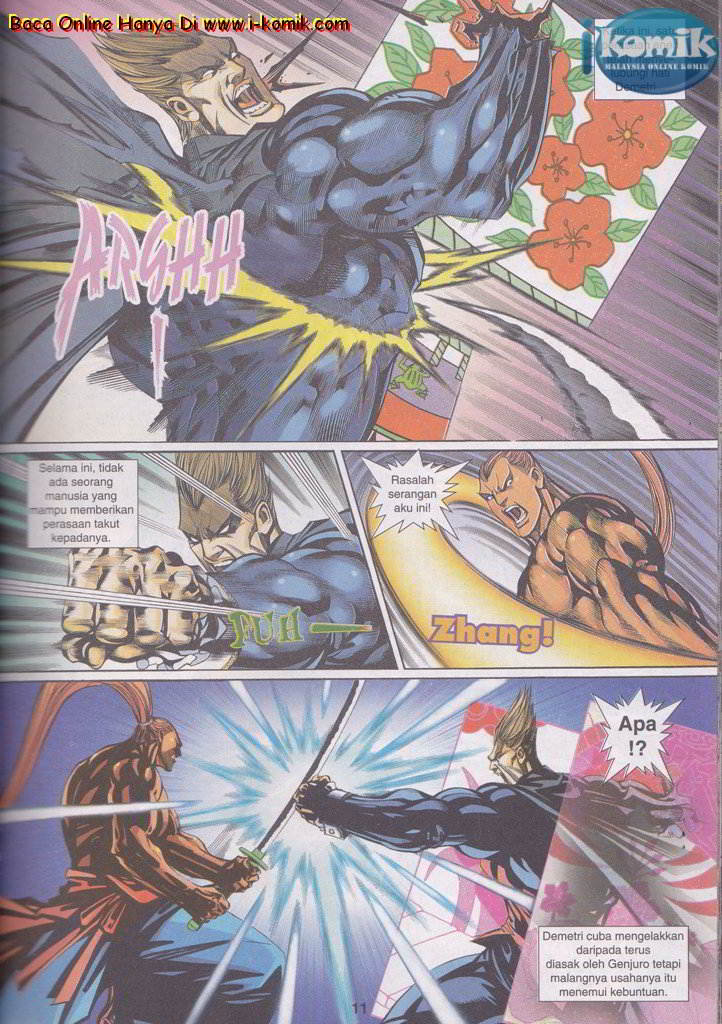 Baca Online Hanya Di www.i-komik.com
ikomik
MALAYSIA ONLINE KOMIK
Demetri
ARGHH
!
Selama ini, tidak
ada seorang
manusia yang
mampu memberikan
perasaan takut
kepadanya.
FUH
Rasalah
serangan
aku ini!
Zhang!
Apa
!?
Demetri cuba mengelakkan
daripada terus
diasak oleh Genjuro tetapi
malangnya usahanya itu
menemui kebuntuan.
11